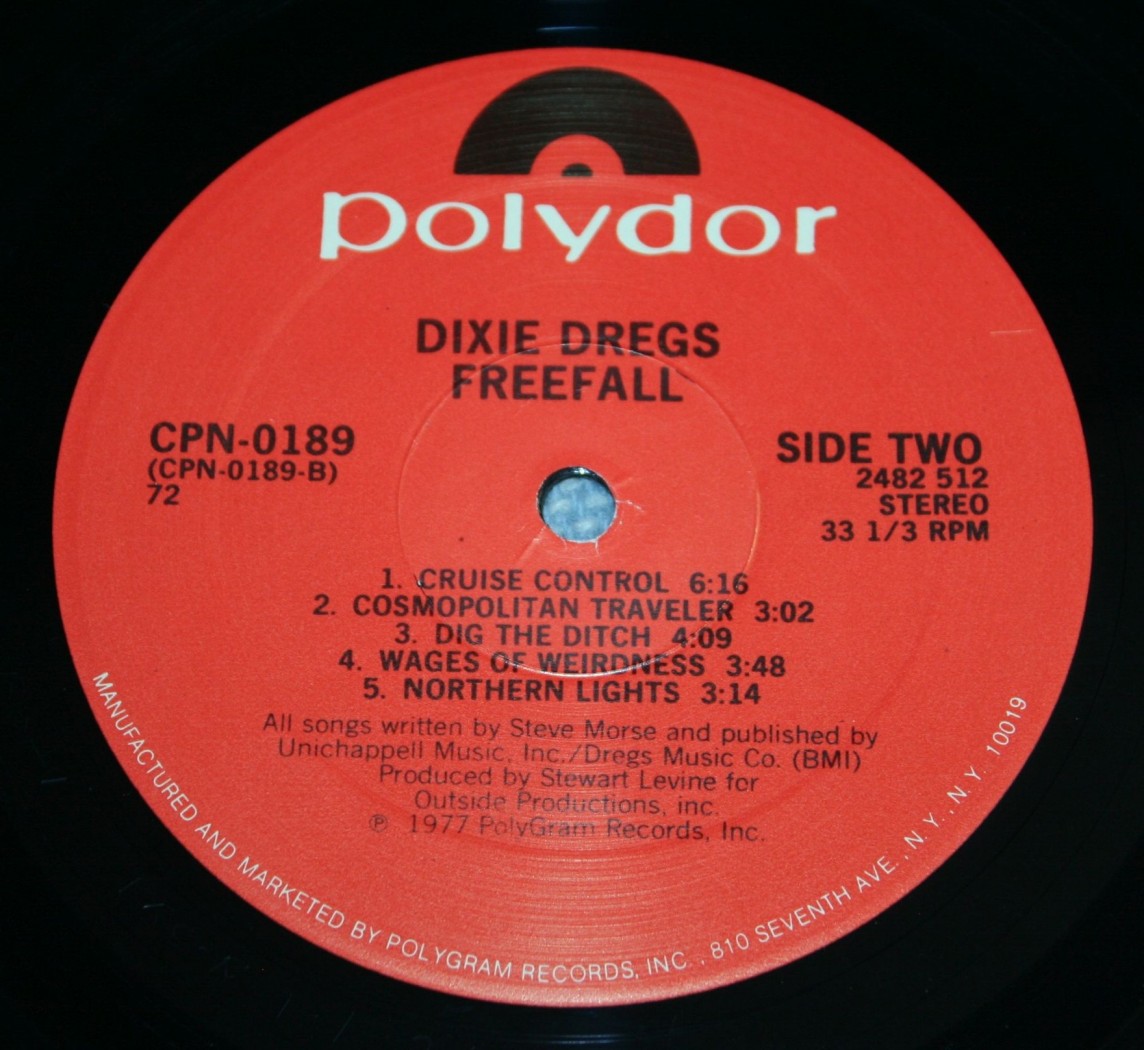 polydor
DIXIE DREGS
FREEFALL
CPN-0189
(CPN-0189-B)
72
SIDE TWO
2482 512
STEREO
33 1/3 RPM
1. CRUISE CONTROL 6:16
2. COSMOPOLITAN TRAVELER 3:02
3. DIG THE DITCH 4:09
4. WAGES OF WEIRDNESS 3:48
5. NORTHERN LIGHTS 3:14
All songs written by Steve Morse and published by
Unichappell Music, Inc./Dregs Music Co. (BMI)
Produced by Stewart Levine for
Outside Productions, inc.
℗ 1977 PolyGram Records, Inc.
MANUFACTURED AND MARKETED BY POLYGRAM RECORDS, INC., 810 SEVENTH AVE., N.Y., N.Y. 10019